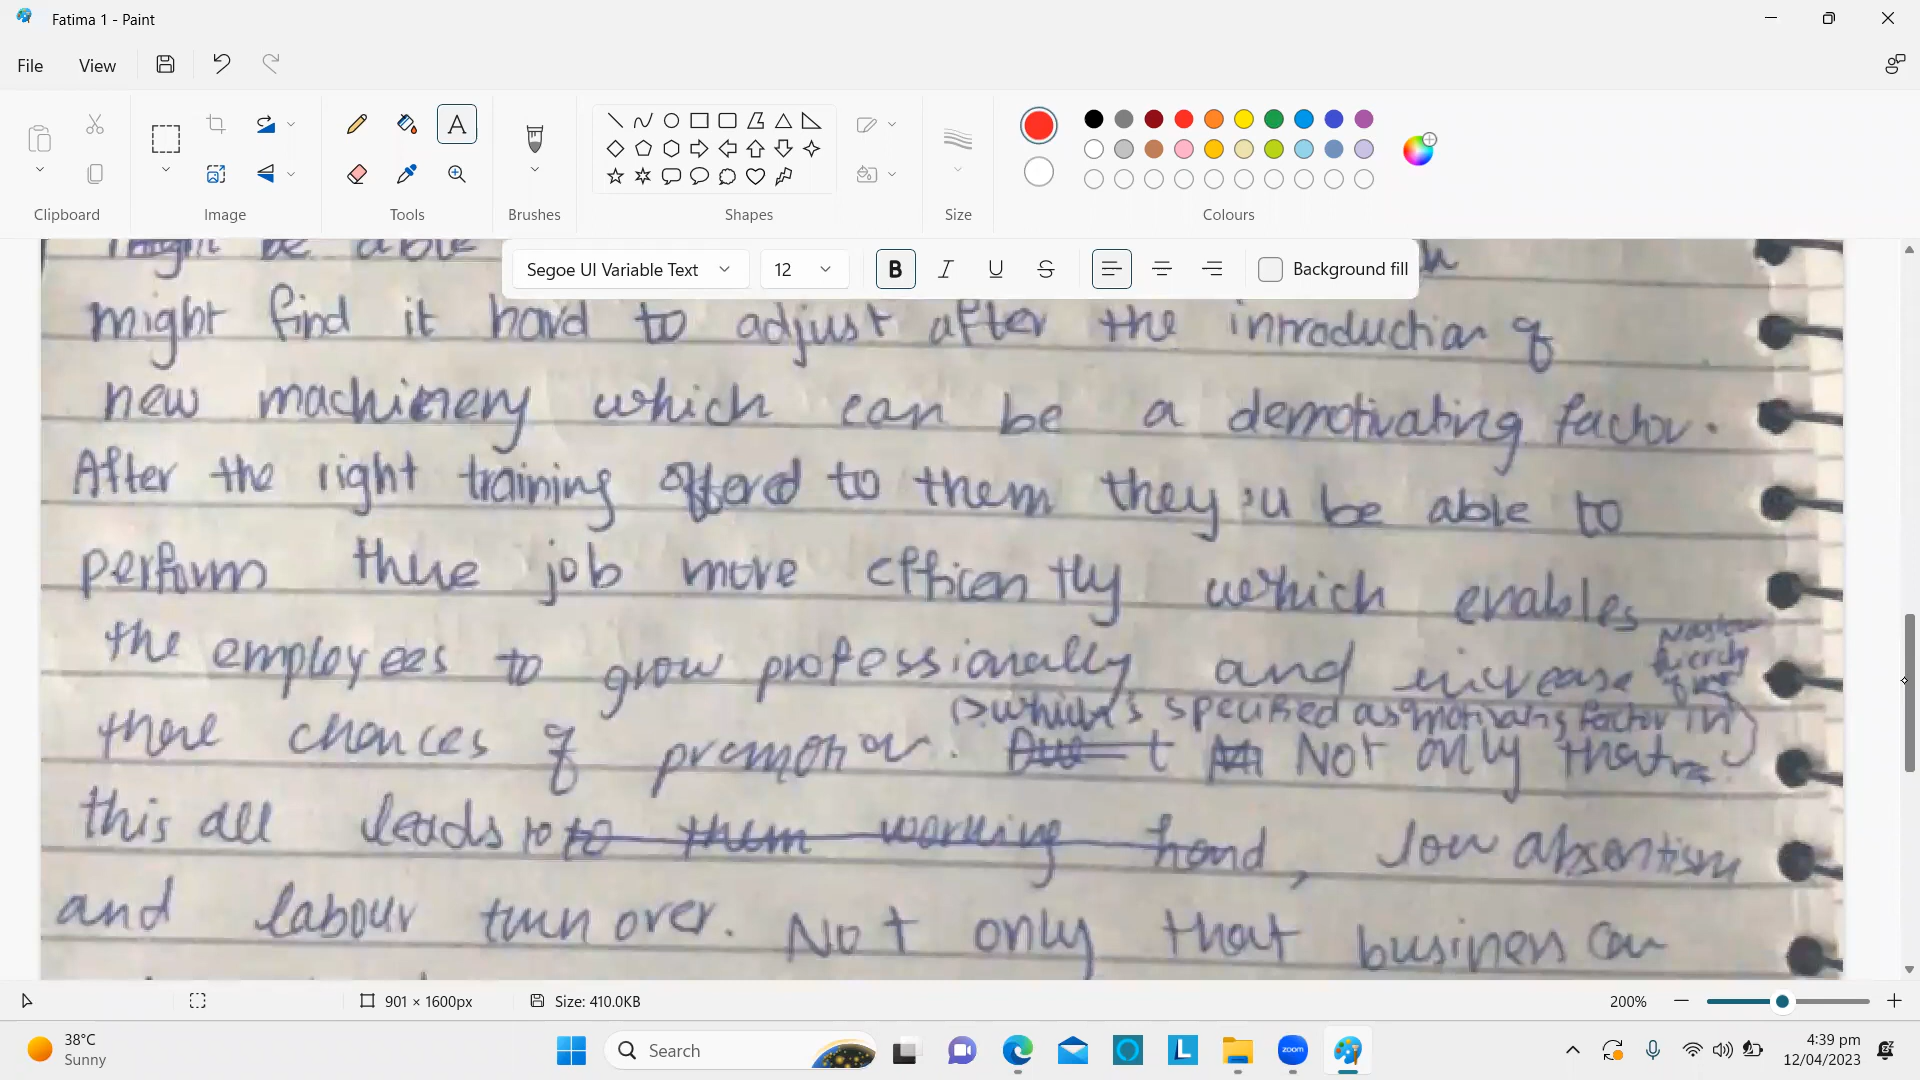 Fatima 1 - Paint
File View
Clipboard Image Tools Brushes Shapes Size Colours
Segoe UI Variable Text 12 B I U S Background fill
might be able
might find it hard to adjust after the introduction of
new machinery which can be a demotivating factor.
After the right training offered to them they'll be able to
perform there job more efficiently which enables
the employees to grow professionally and increase
which's specified as motivating factor in
there chances of promotion. Due t Not only that
this all leads to to them working hard, low absentism
and labour turn over. Not only that business can
901 × 1600px Size: 410.0KB 200%
38°C
Sunny
Search
zoom
4:39 pm
12/04/2023